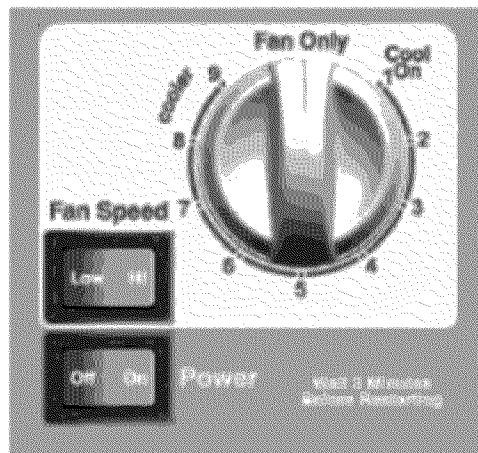 Fan Only
Cool
On
cooler
9
1
8
2
7
3
6
4
5
Fan Speed
Low Hi
Off On
Power
Wait 3 Minutes
Before Restarting